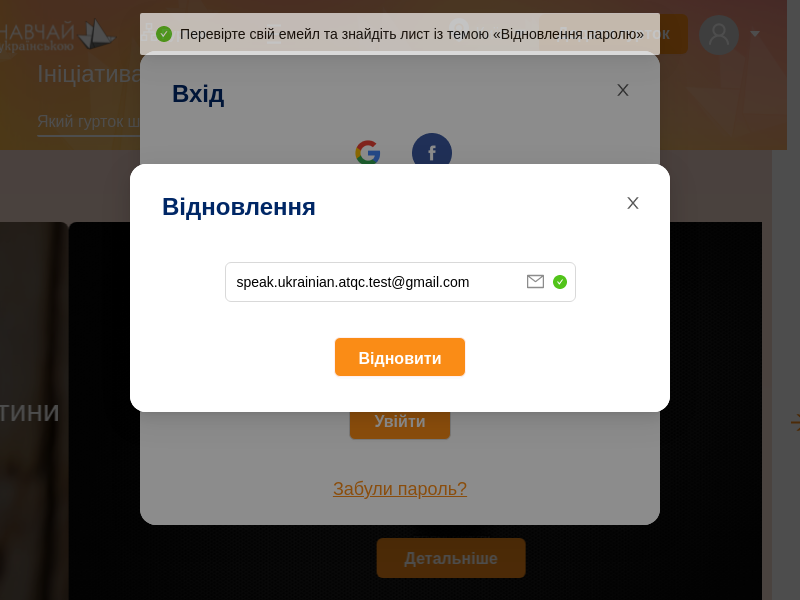 Перевірте свій емейл та знайдіть лист із темою «Відновлення паролю»
НАВЧАЙ
українською
ток
Ініціатива
Який гурток ш
Вхід
Відновлення
speak.ukrainian.atqc.test@gmail.com
Відновити
тини
Увійти
Забули пароль?
Детальніше